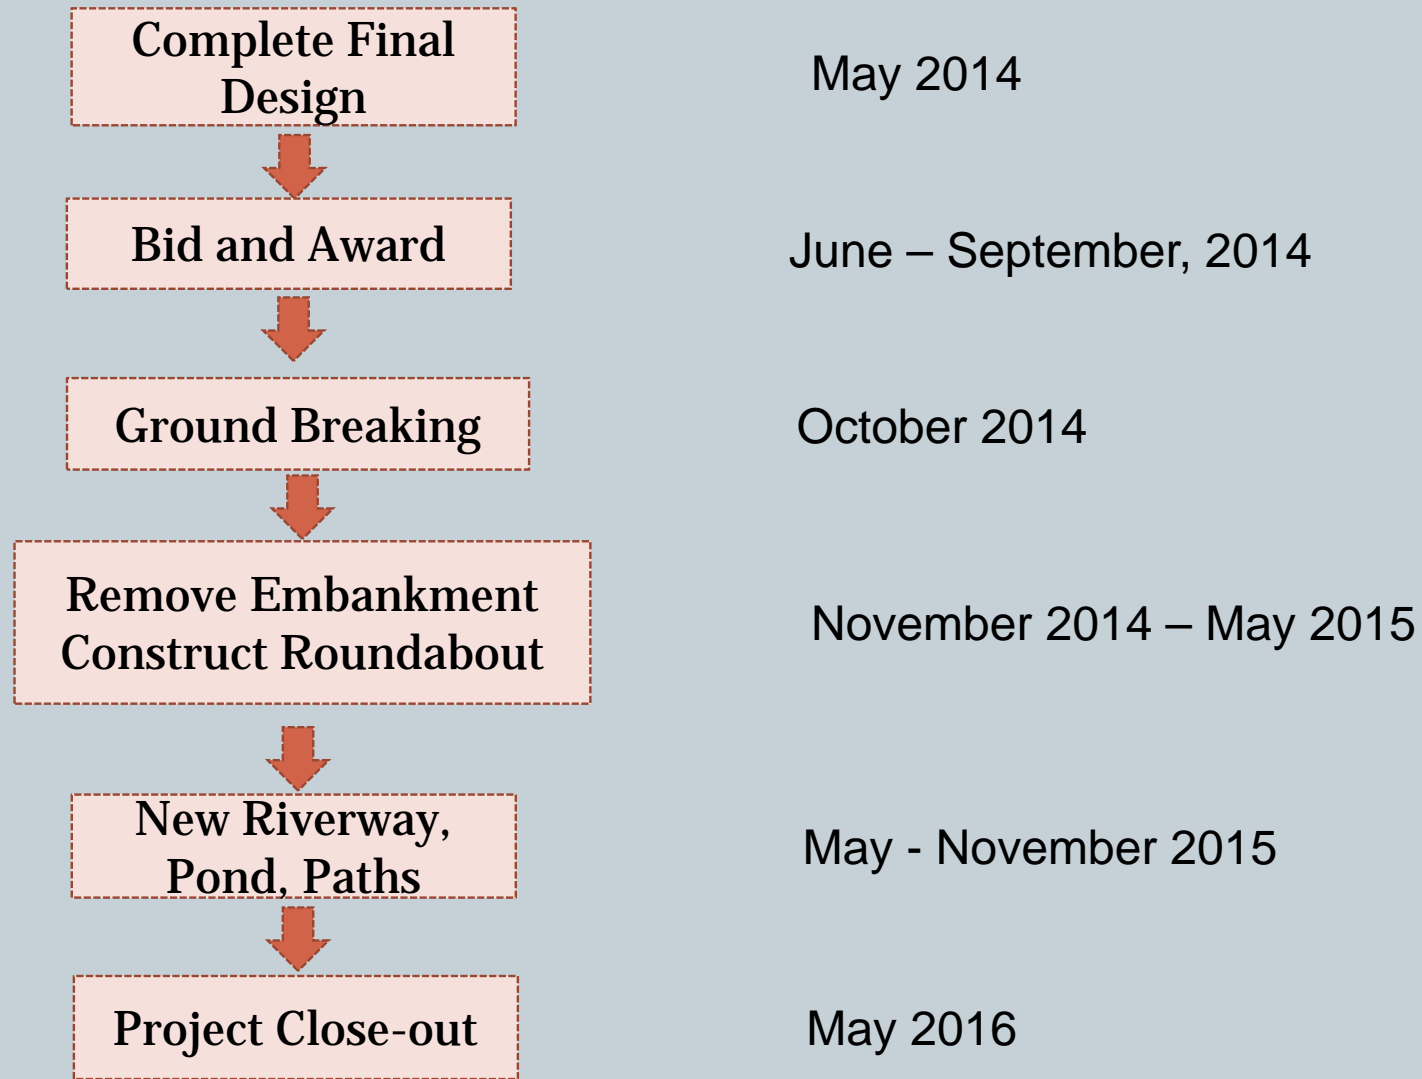 Complete Final
Design
May 2014
Bid and Award
June – September, 2014
Ground Breaking
October 2014
Remove Embankment
Construct Roundabout
November 2014 – May 2015
New Riverway,
Pond, Paths
May - November 2015
Project Close-out
May 2016